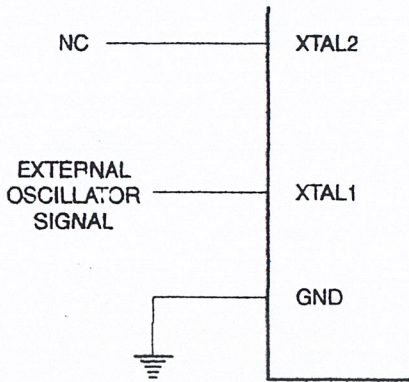 NC
XTAL2
EXTERNAL
OSCILLATOR
SIGNAL
XTAL1
GND